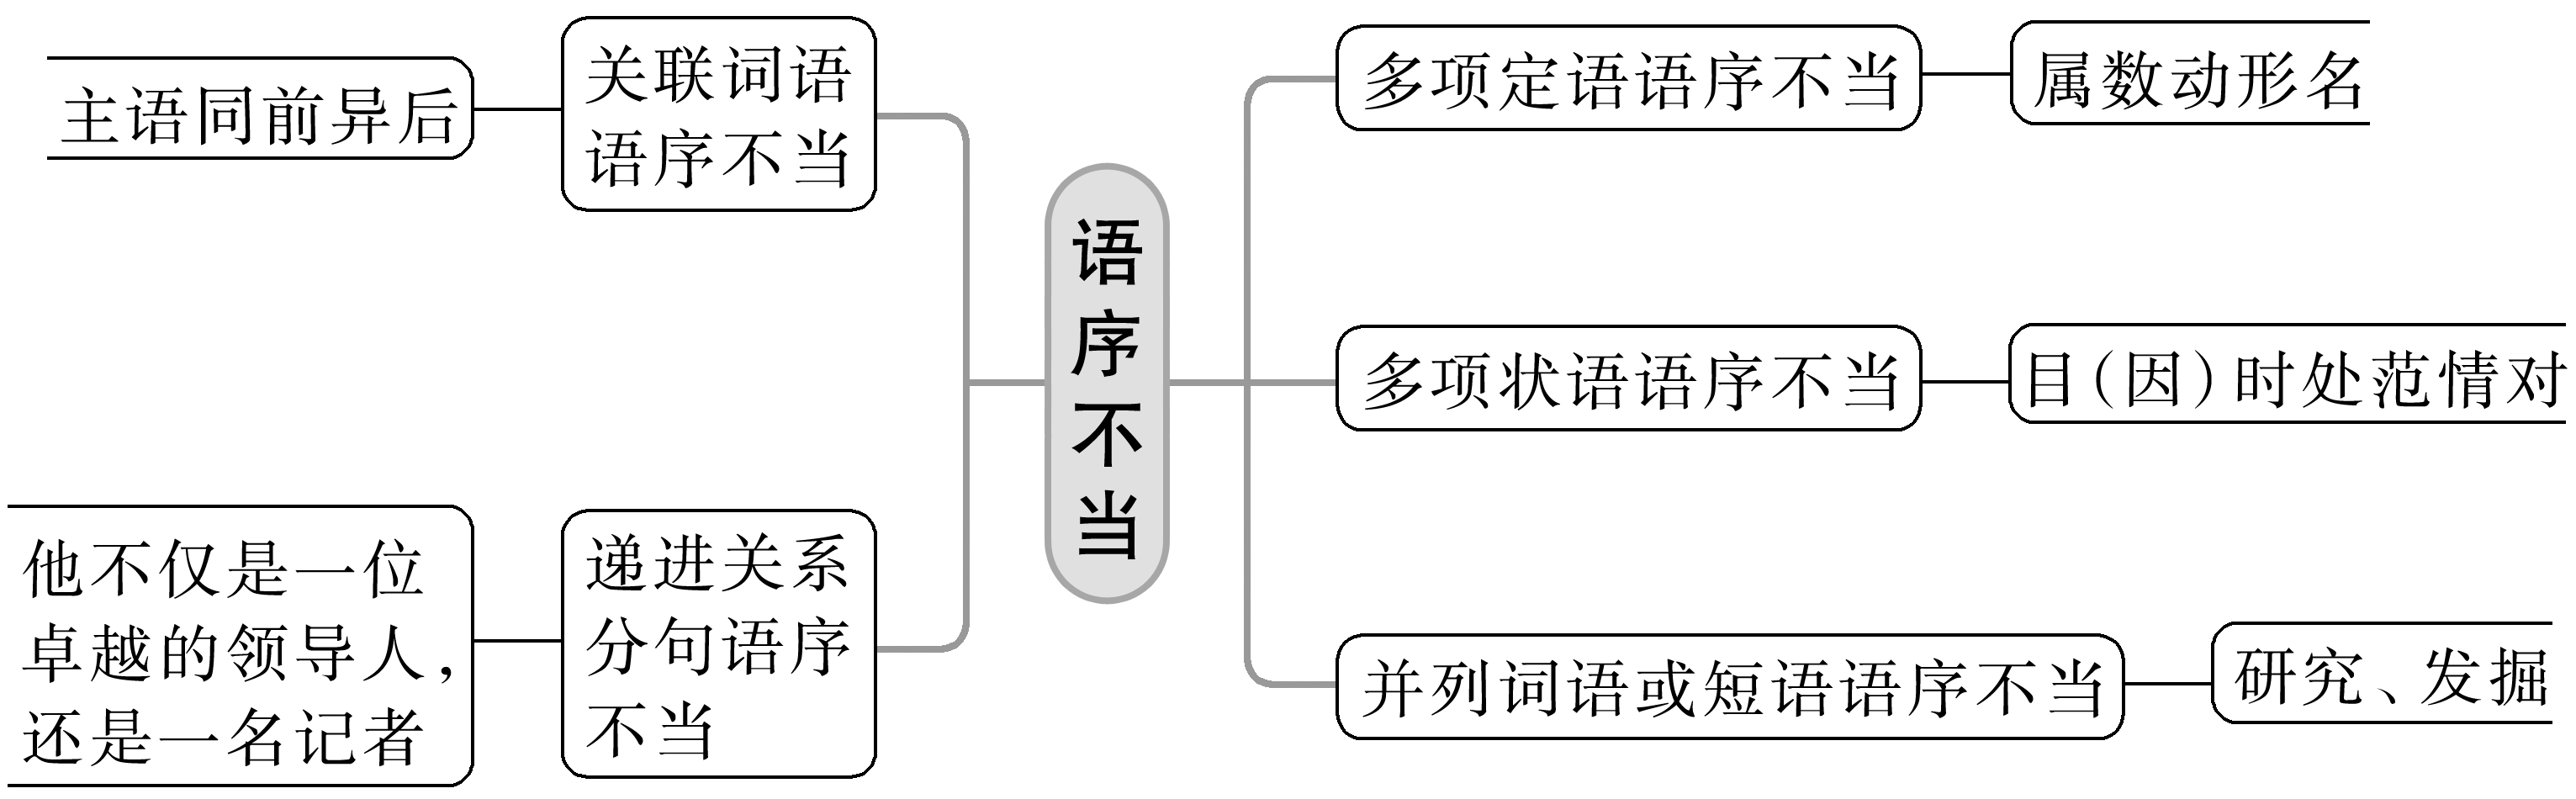 语序不当
多项定语语序不当
属数动形名
多项状语语序不当
目(因)时处范情对
并列词语或短语语序不当
研究、发掘
关联词语
语序不当
主语同前异后
递进关系
分句语序
不当
他不仅是一位
卓越的领导人,
还是一名记者